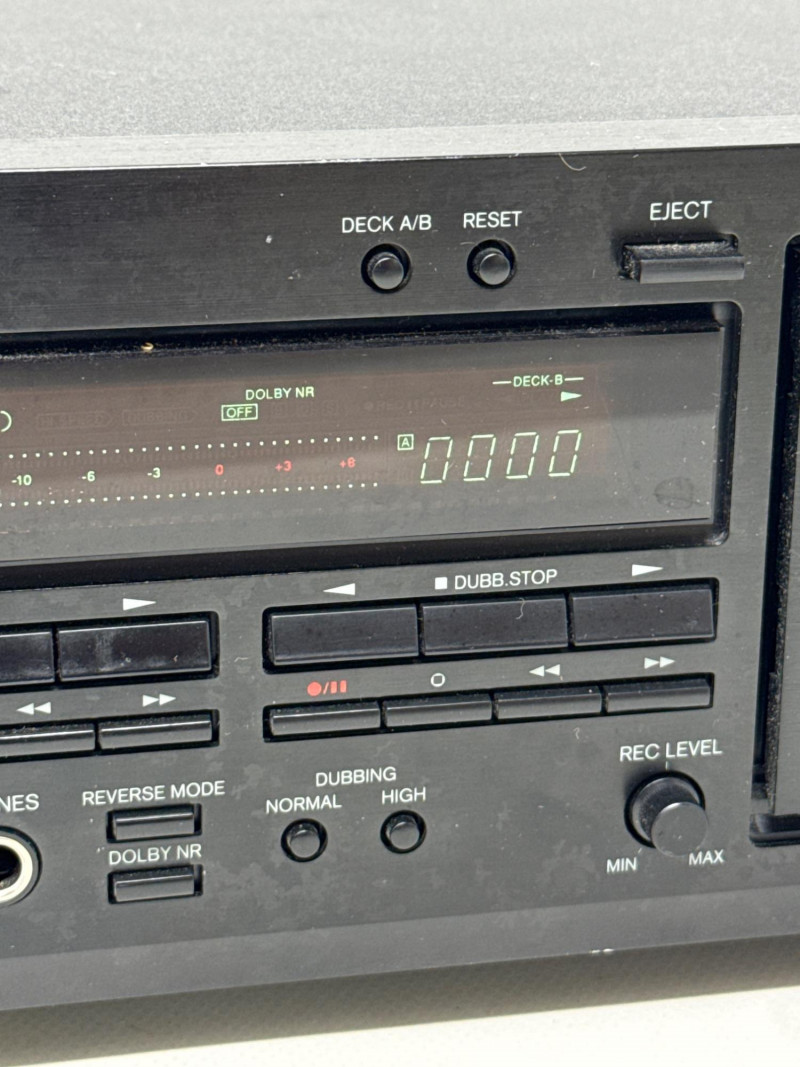 DECK A/B RESET EJECT
DOLBY NR
OFF
DECK-B
A 0000
-10 -6 -3 0 +3 +8
DUBB.STOP
REC LEVEL
MIN MAX
DUBBING
NORMAL HIGH
REVERSE MODE
DOLBY NR
NES